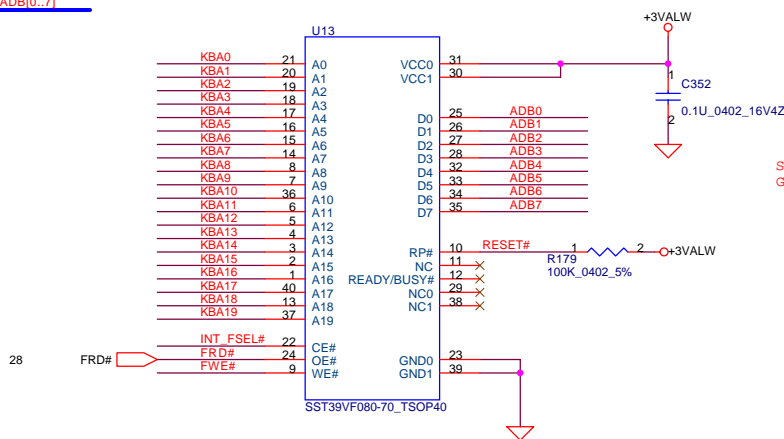 ADB[0..7]
+3VALW
U13
KBA0 21 A0 VCC0 31
KBA1 20 A1 VCC1 30
KBA2 19 A2
KBA3 18 A3
KBA4 17 A4 D0 25 ADB0
KBA5 16 A5 D1 26 ADB1
KBA6 15 A6 D2 27 ADB2
KBA7 14 A7 D3 28 ADB3
KBA8 8 A8 D4 32 ADB4
KBA9 7 A9 D5 33 ADB5
KBA10 36 A10 D6 34 ADB6
KBA11 6 A11 D7 35 ADB7
KBA12 5 A12
KBA13 4 A13
KBA14 3 A14 RP# 10 RESET# 1 2 +3VALW
KBA15 2 A15 NC 11 R179
KBA16 1 A16 READY/BUSY# 12 100K_0402_5%
KBA17 40 A17 NC0 29
KBA18 13 A18 NC1 38
KBA19 37 A19
INT_FSEL# 22 CE#
28 FRD# FRD# 24 OE# GND0 23
FWE# 9 WE# GND1 39
SST39VF080-70_TSOP40
1
C352
0.1U_0402_16V4Z
2
S
G